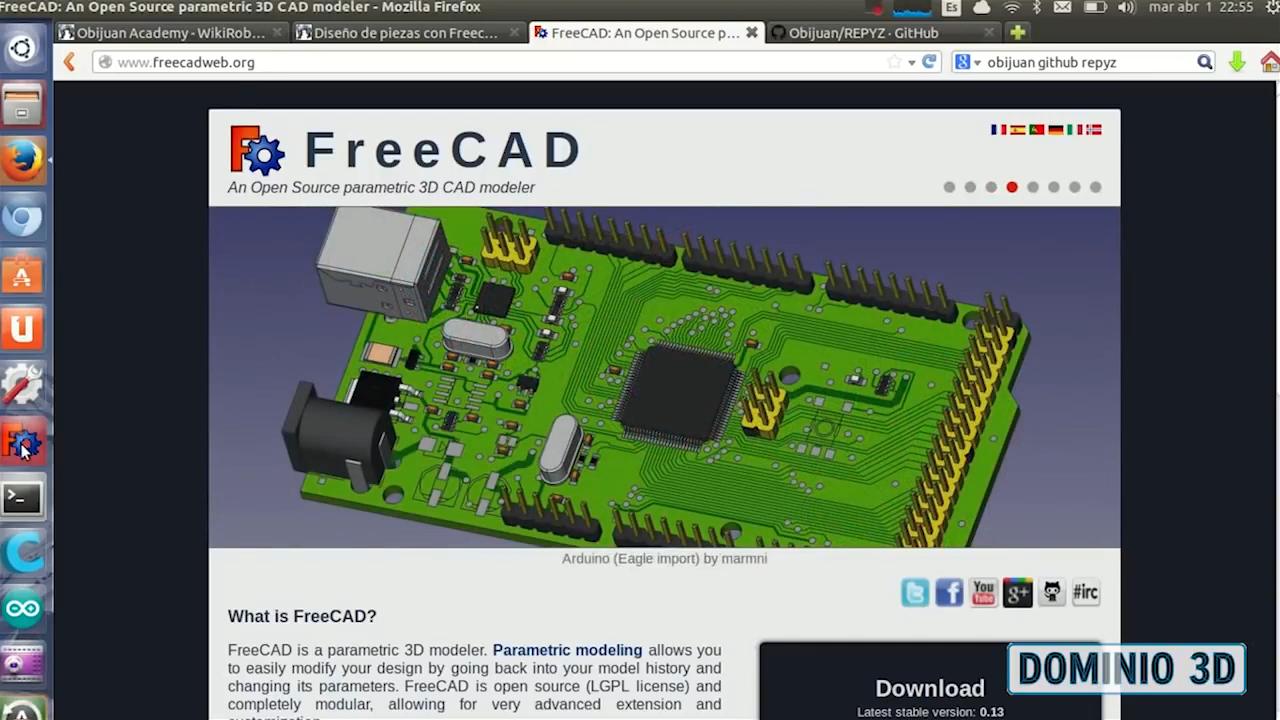 FreeCAD: An Open Source parametric 3D CAD modeler - Mozilla Firefox
Es
mar abr 1 22:55
Obijuan Academy - WikiRob...
Diseño de piezas con Freec...
FreeCAD: An Open Source p...
Obijuan/REPYZ · GitHub
www.freecadweb.org
obijuan github repyz
FreeCAD
An Open Source parametric 3D CAD modeler
Arduino (Eagle import) by marmni
You
Tube
g+
#irc
What is FreeCAD?
FreeCAD is a parametric 3D modeler. Parametric modeling allows you
to easily modify your design by going back into your model history and
changing its parameters. FreeCAD is open source (LGPL license) and
completely modular, allowing for very advanced extension and
Download
Latest stable version: 0.13
DOMINIO 3D